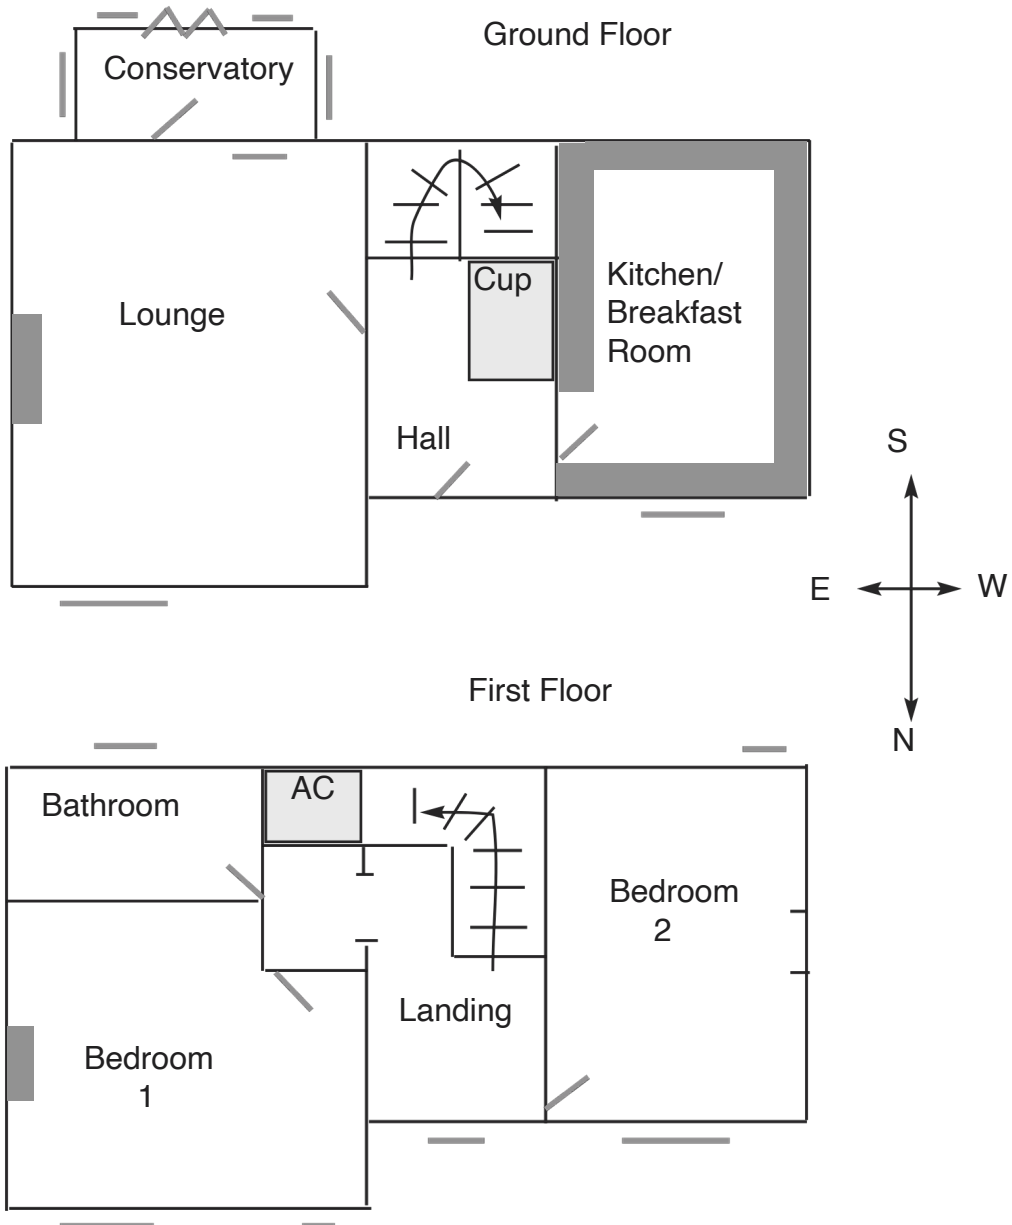 Ground Floor
Conservatory
Cup
Kitchen/
Breakfast
Room
Lounge
Hall
S
E
W
N
First Floor
AC
Bathroom
Bedroom
2
Landing
Bedroom
1